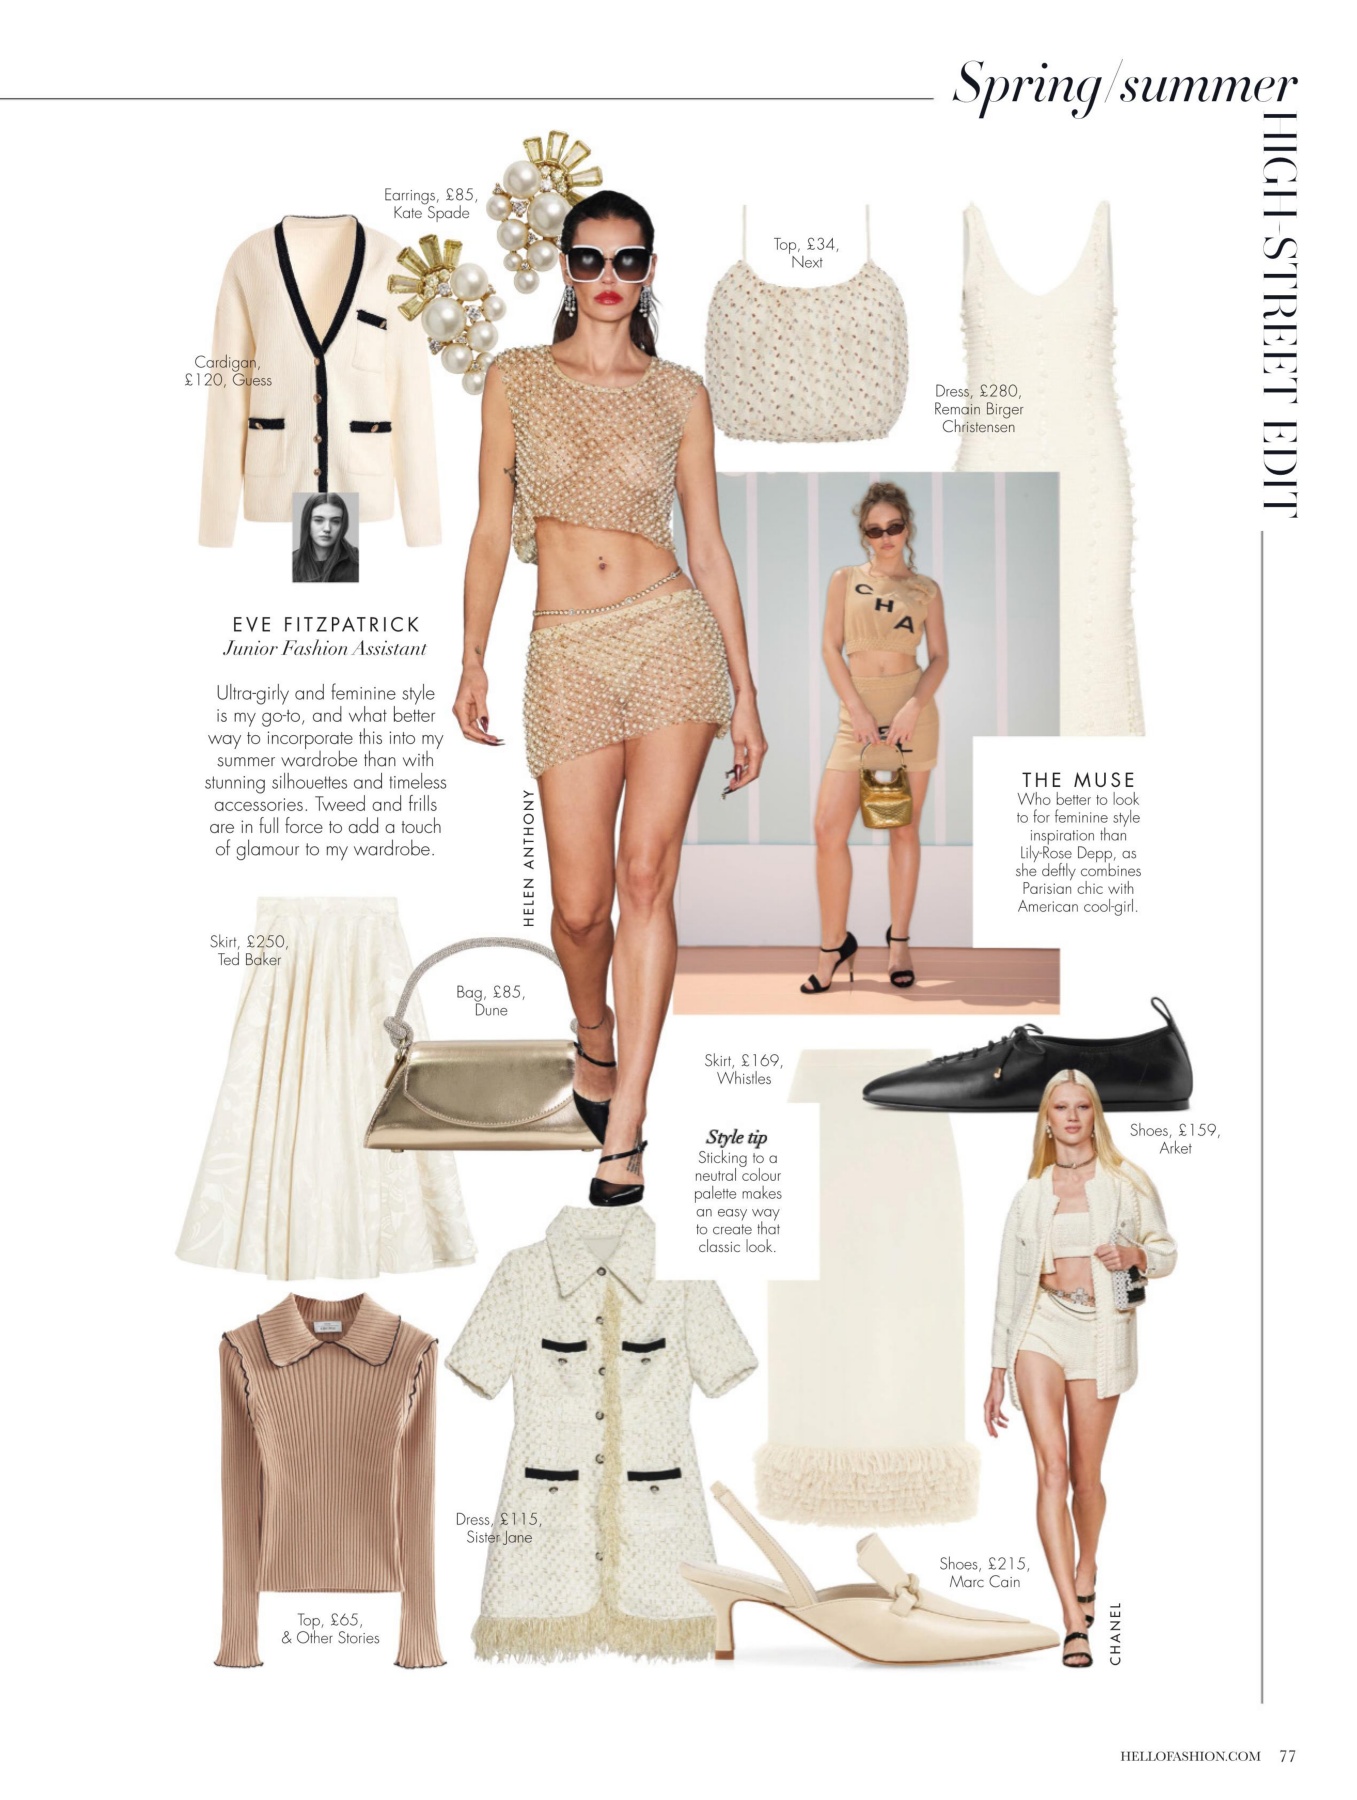 Spring/summer
HIGH-STREET EDIT
Earrings, £85,
Kate Spade
Top, £34,
Next
Cardigan,
£120, Guess
Dress, £280,
Remain Birger
Christensen
CHA
EL
EVE FITZPATRICK
Junior Fashion Assistant
Ultra-girly and feminine style
is my go-to, and what better
way to incorporate this into my
summer wardrobe than with
stunning silhouettes and timeless
accessories. Tweed and frills
are in full force to add a touch
of glamour to my wardrobe.
HELEN ANTHONY
THE MUSE
Who better to look
to for feminine style
inspiration than
Lily-Rose Depp, as
she deftly combines
Parisian chic with
American cool-girl.
Skirt, £250,
Ted Baker
Bag, £85,
Dune
Skirt, £169,
Whistles
Shoes, £159,
Arket
Style tip
Sticking to a
neutral colour
palette makes
an easy way
to create that
classic look.
Dress, £115,
Sister Jane
Top, £65,
& Other Stories
Shoes, £215,
Marc Cain
CHANEL
HELLOFASHION.COM 77